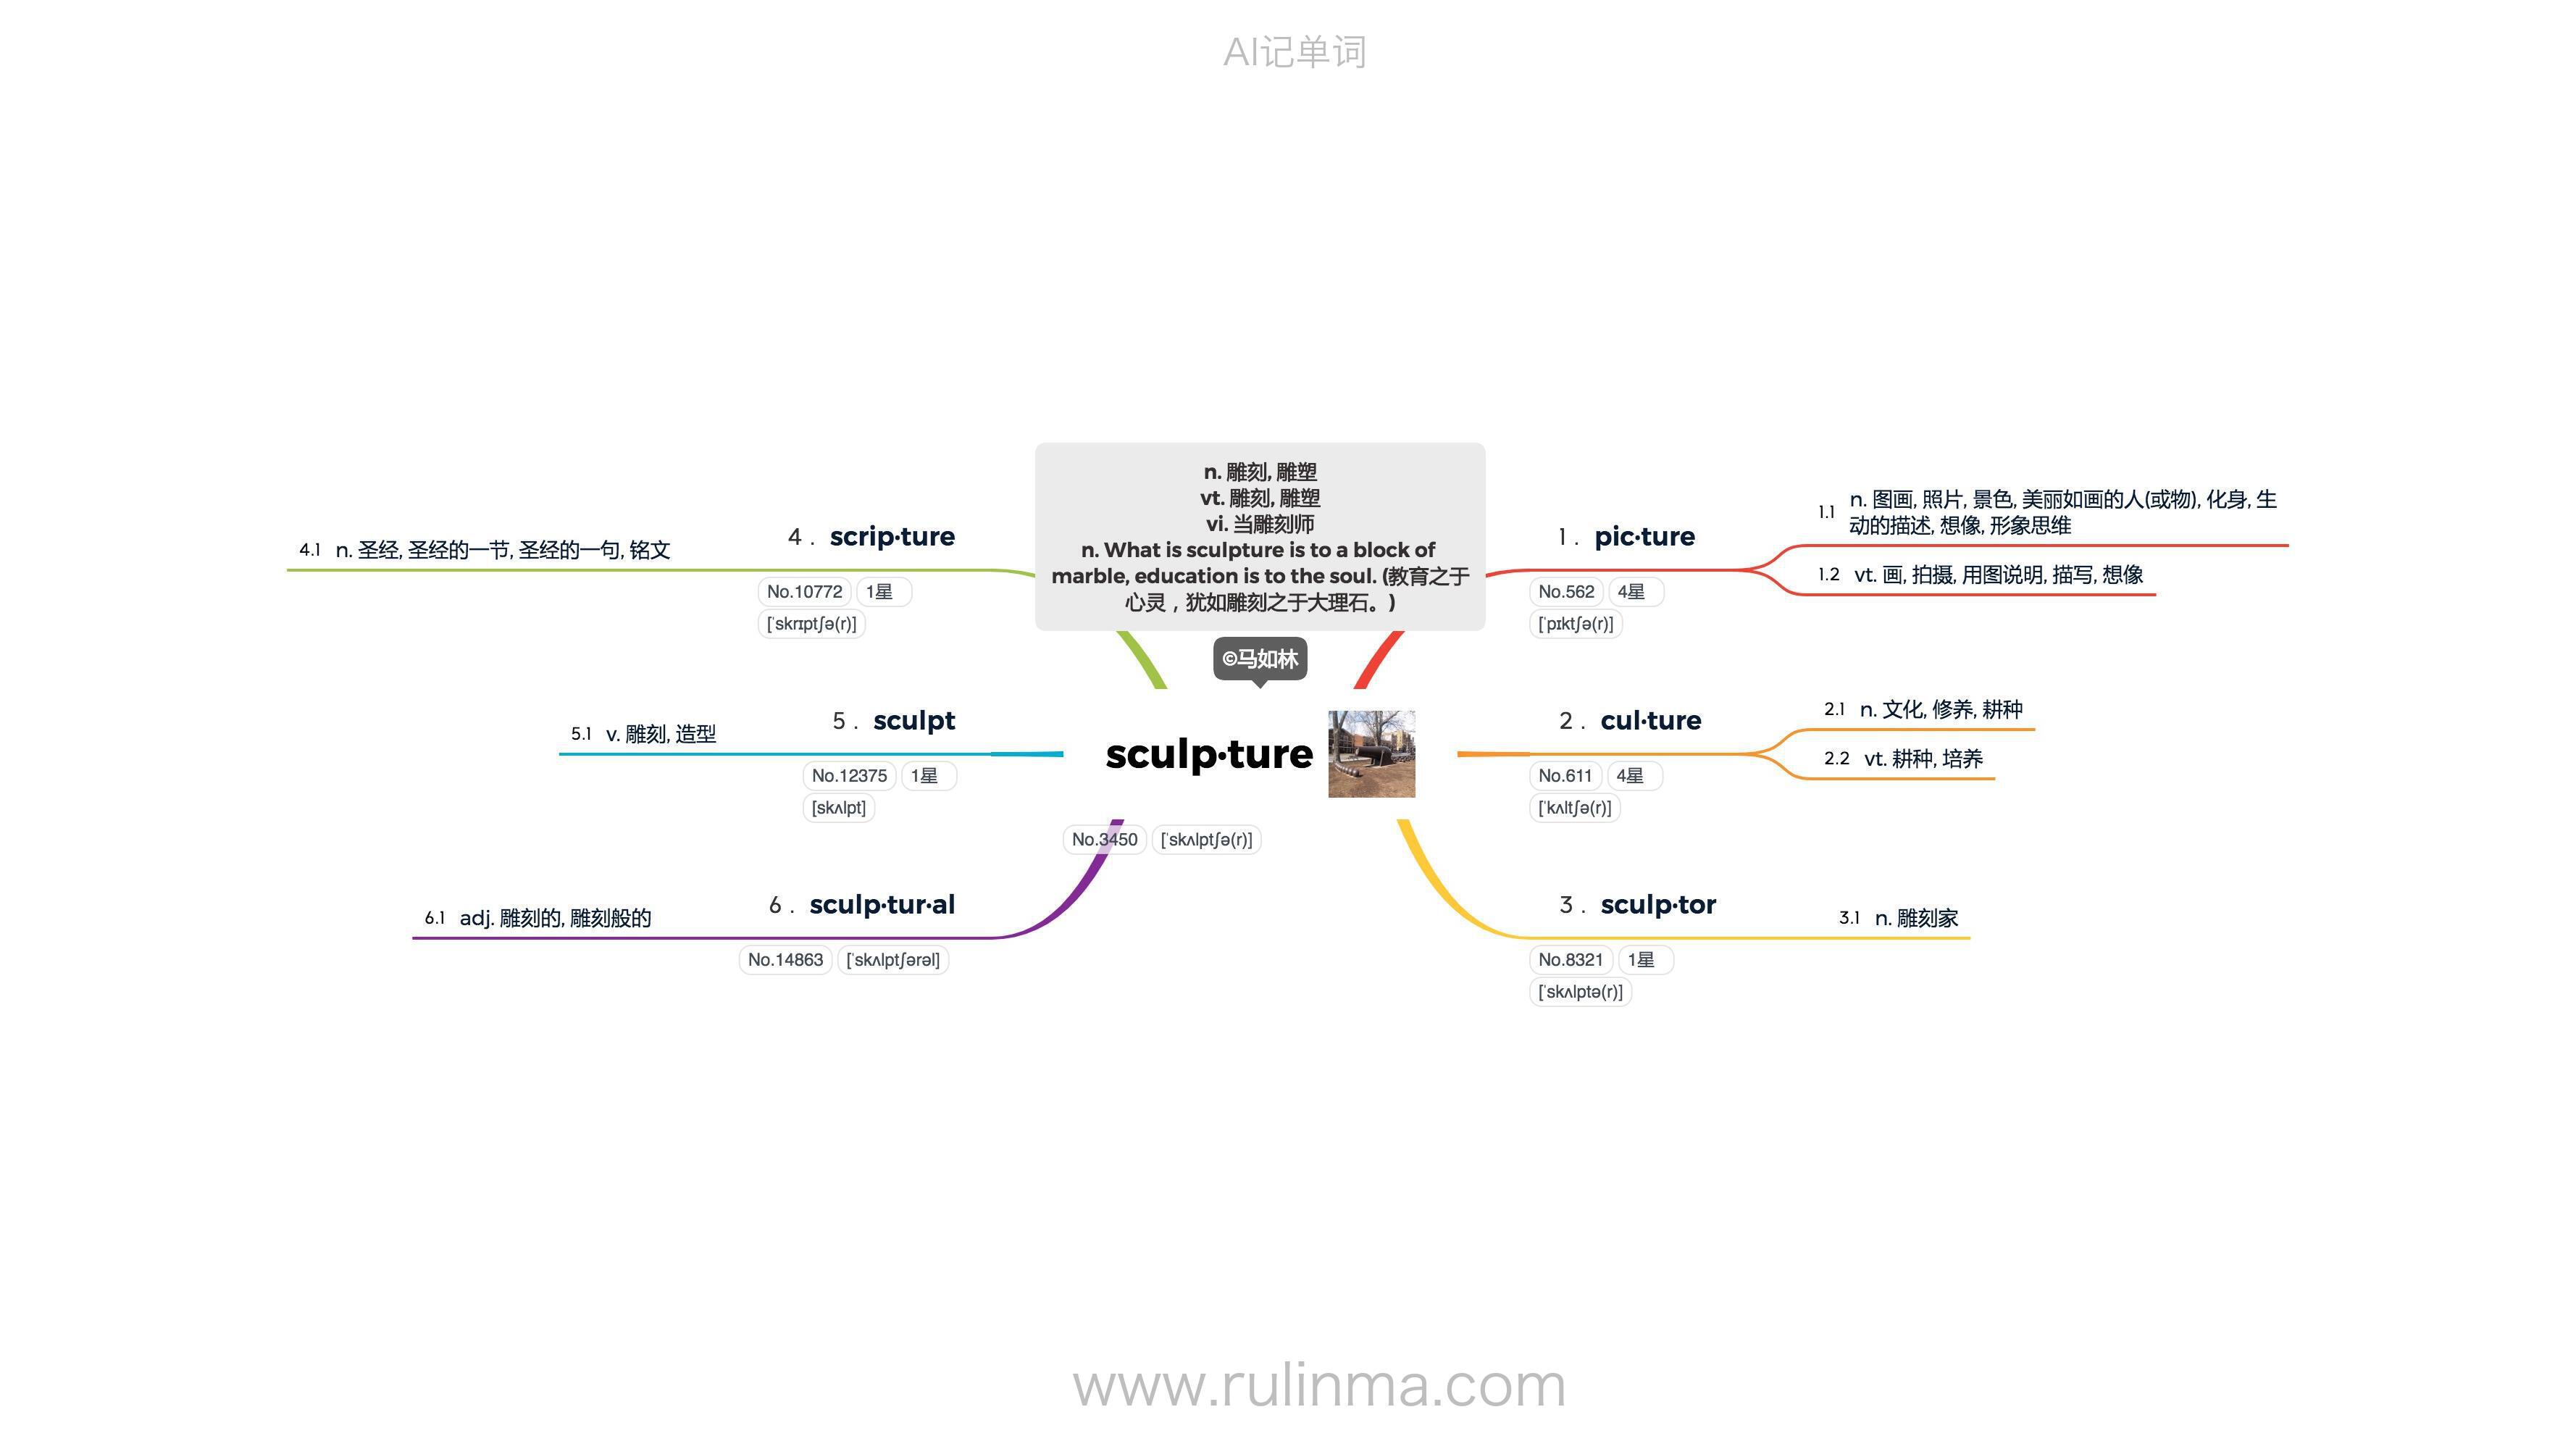 AI记单词
n. 雕刻, 雕塑
vt. 雕刻, 雕塑
vi. 当雕刻师
n. What is sculpture is to a block of
marble, education is to the soul. (教育之于
心灵，犹如雕刻之于大理石。)
©马如林
sculp·ture
No.3450 [ˈskʌlptʃə(r)]
1 . pic·ture
No.562 4星
[ˈpɪktʃə(r)]
1.1 n. 图画, 照片, 景色, 美丽如画的人(或物), 化身, 生
动的描述, 想像, 形象思维
1.2 vt. 画, 拍摄, 用图说明, 描写, 想像
2 . cul·ture
No.611 4星
[ˈkʌltʃə(r)]
2.1 n. 文化, 修养, 耕种
2.2 vt. 耕种, 培养
3 . sculp·tor
No.8321 1星
[ˈskʌlptə(r)]
3.1 n. 雕刻家
4 . scrip·ture
No.10772 1星
[ˈskrɪptʃə(r)]
4.1 n. 圣经, 圣经的一节, 圣经的一句, 铭文
5 . sculpt
No.12375 1星
[skʌlpt]
5.1 v. 雕刻, 造型
6 . sculp·tur·al
No.14863 [ˈskʌlptʃərəl]
6.1 adj. 雕刻的, 雕刻般的
www.rulinma.com